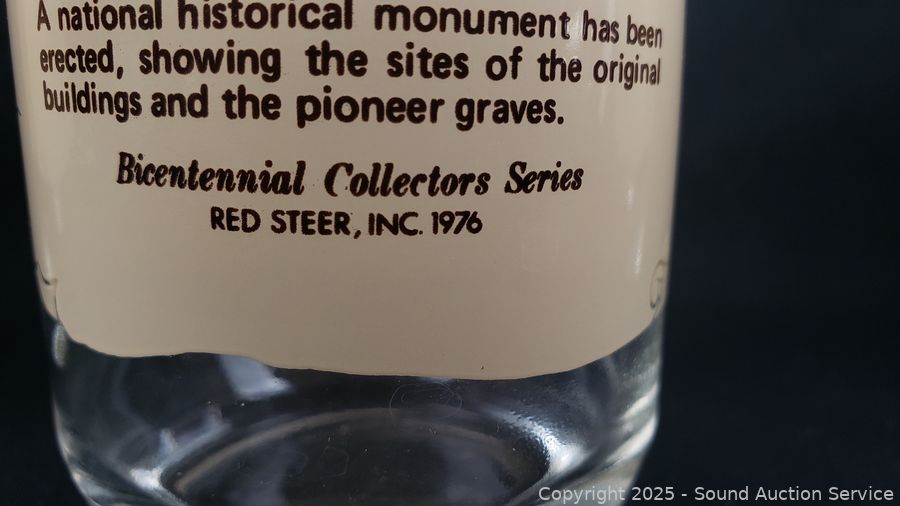 A national historical monument has been
erected, showing the sites of the original
buildings and the pioneer graves.
Bicentennial Collectors Series
RED STEER, INC. 1976
Copyright 2025 - Sound Auction Service